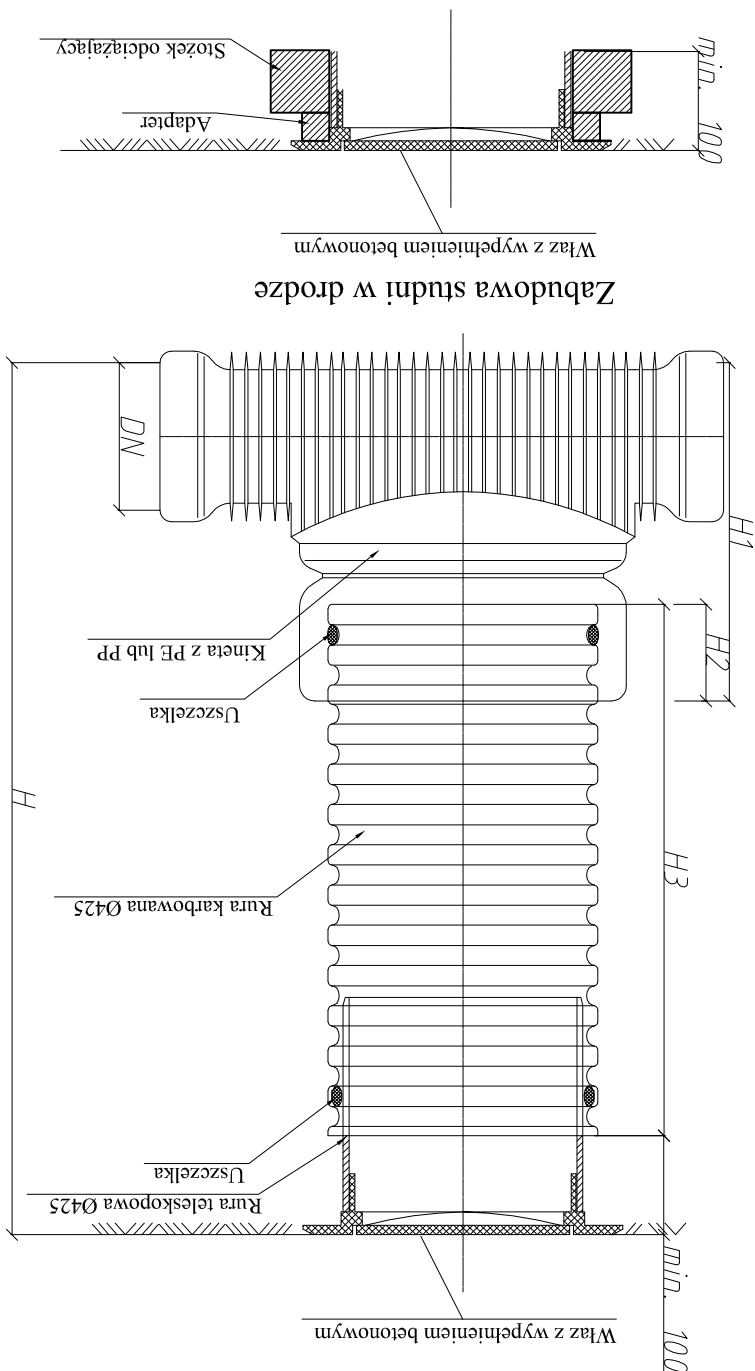 Właz z wypełnieniem betonowym
min. 100
Rura teleskopowa Ø425
Uszczelka
Rura karbowana Ø425
H3
H
Uszczelka
Kineta z PE lub PP
H2
H1
DN
Zabudowa studni w drodze
Właz z wypełnieniem betonowym
Adapter
Stożek odciążający
min. 100